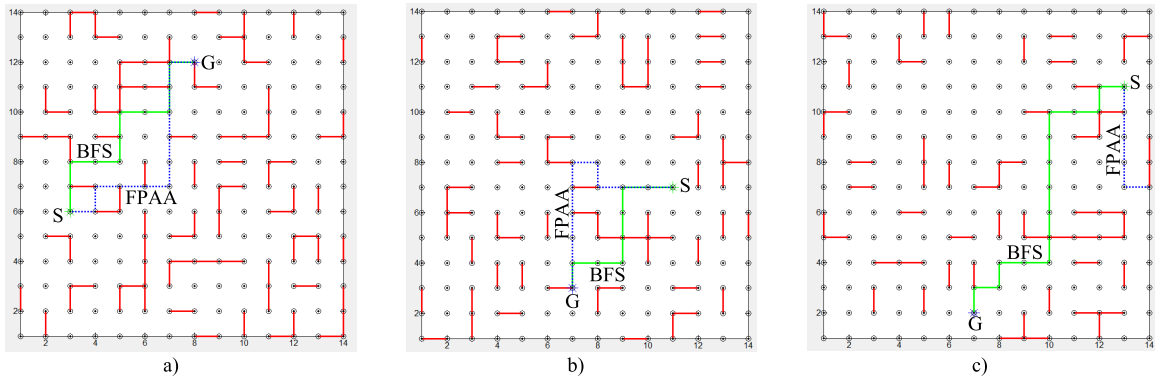 14 14 14
12 G 12 12
S
10 10 10
BFS
8 8 S 8
FPAA FPAA FPAA
S
6 6 6
4 4 4
BFS BFS
G
2 2 2
G
2 4 6 8 10 12 14 2 4 6 8 10 12 14 2 4 6 8 10 12 14
a) b) c)